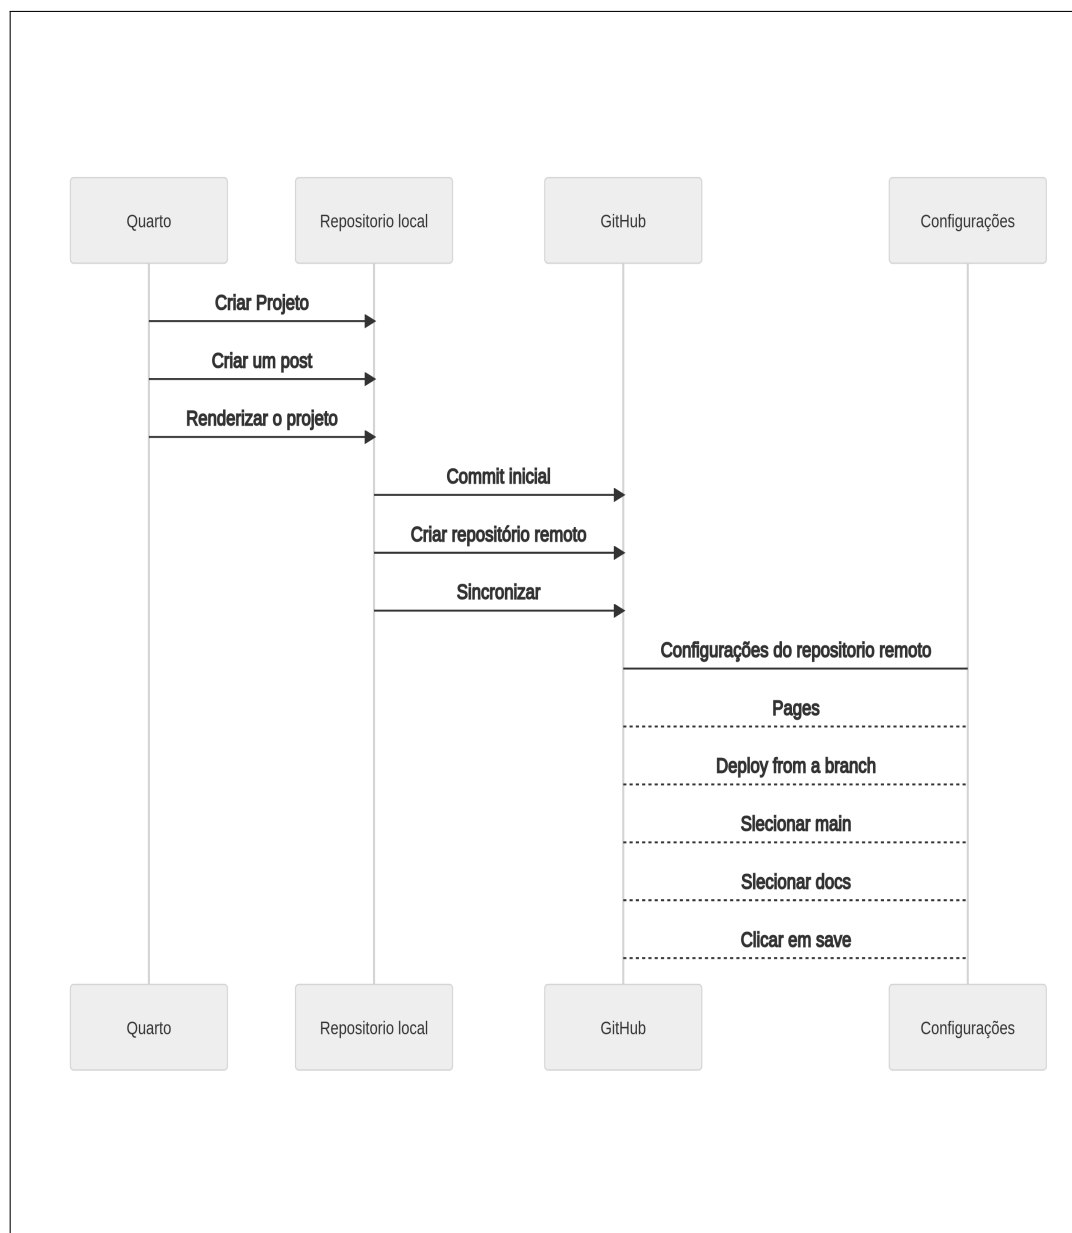 Quarto
Repositorio local
GitHub
Configurações
Criar Projeto
Criar um post
Renderizar o projeto
Commit inicial
Criar repositório remoto
Sincronizar
Configurações do repositorio remoto
Pages
Deploy from a branch
Slecionar main
Slecionar docs
Clicar em save
Quarto
Repositorio local
GitHub
Configurações